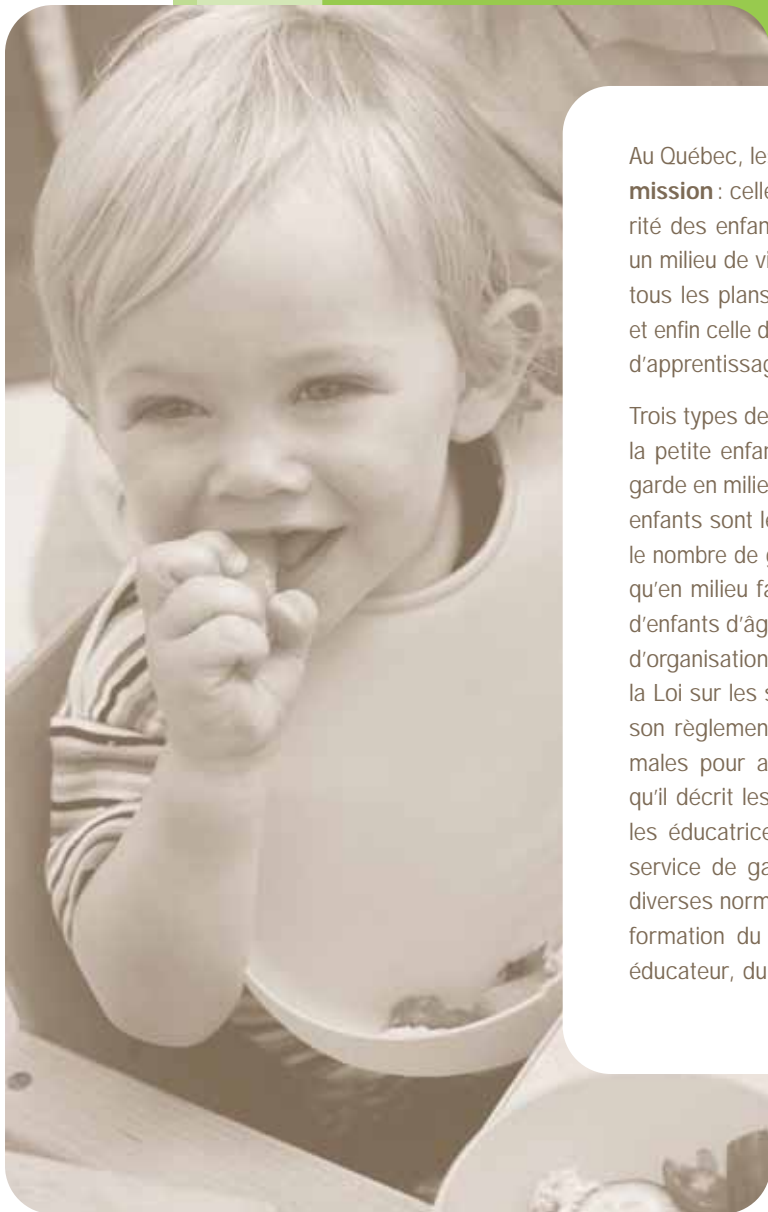 Au Québec, les
mission : celle
rité des enfan
un milieu de vi
tous les plans
et enfin celle d
d'apprentissag
Trois types de
la petite enfan
garde en milie
enfants sont le
le nombre de g
qu'en milieu fa
d'enfants d'âg
d'organisation
la Loi sur les s
son règlemen
males pour a
qu'il décrit les
les éducatrice
service de ga
diverses norm
formation du
éducateur, du